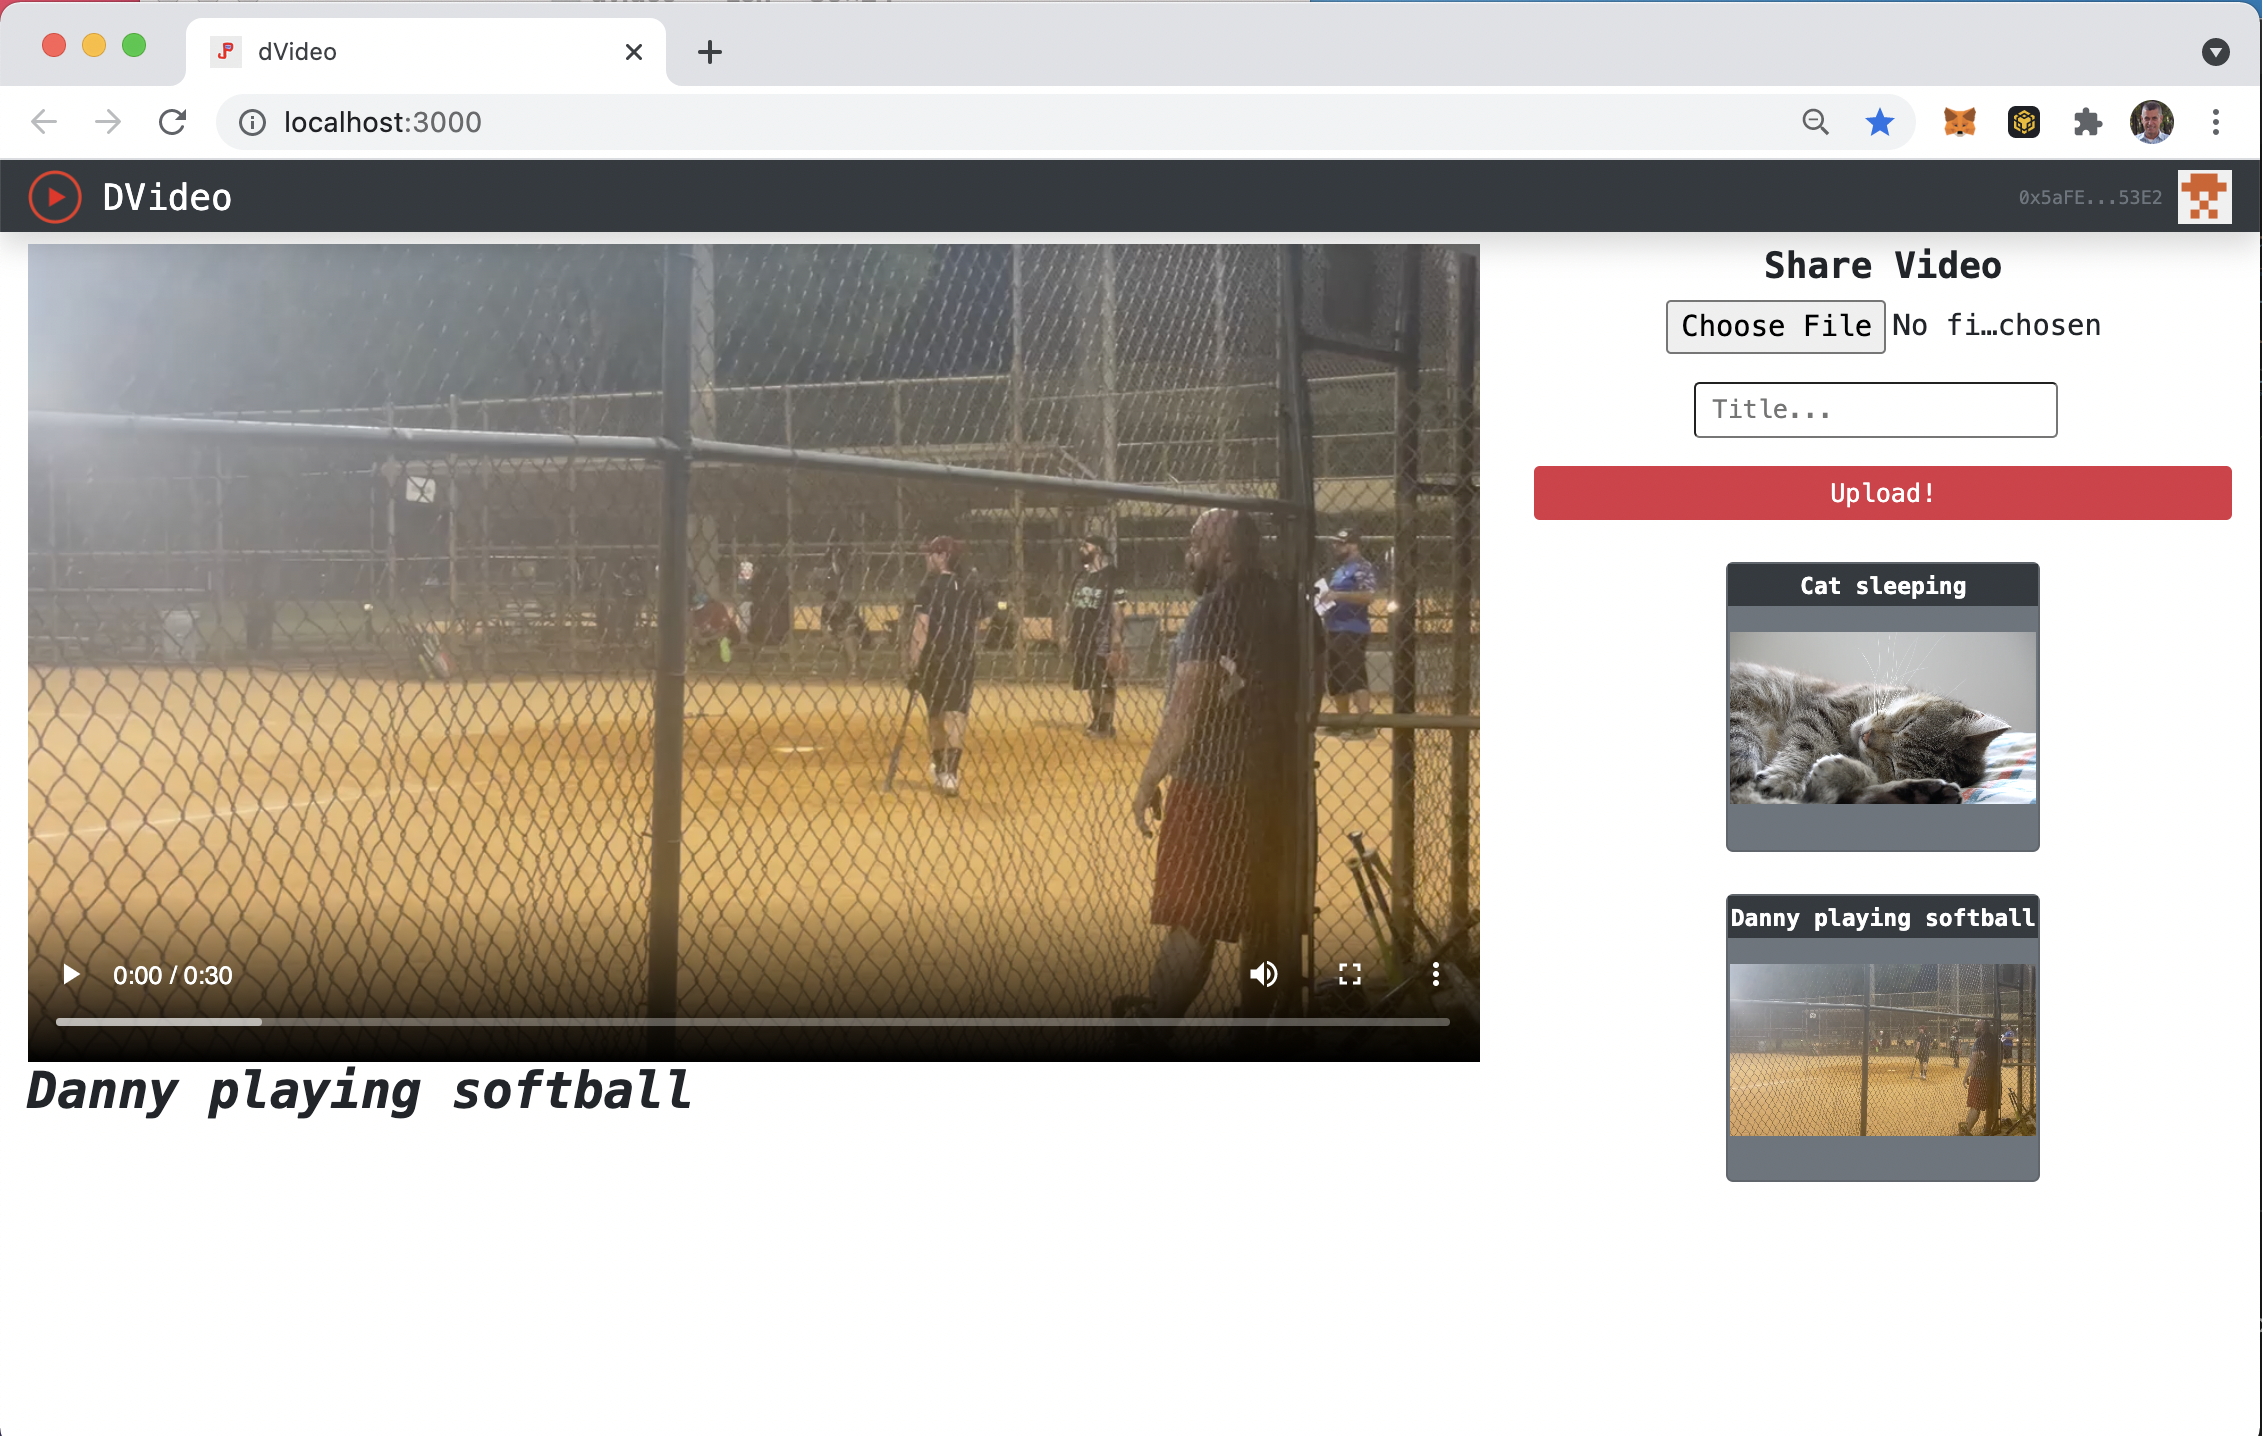 dVideo
localhost:3000
DVideo
0x5aFE...53E2
Share Video
Choose File No fi…chosen
Title...
Upload!
Cat sleeping
Danny playing softball
0:00 / 0:30
Danny playing softball